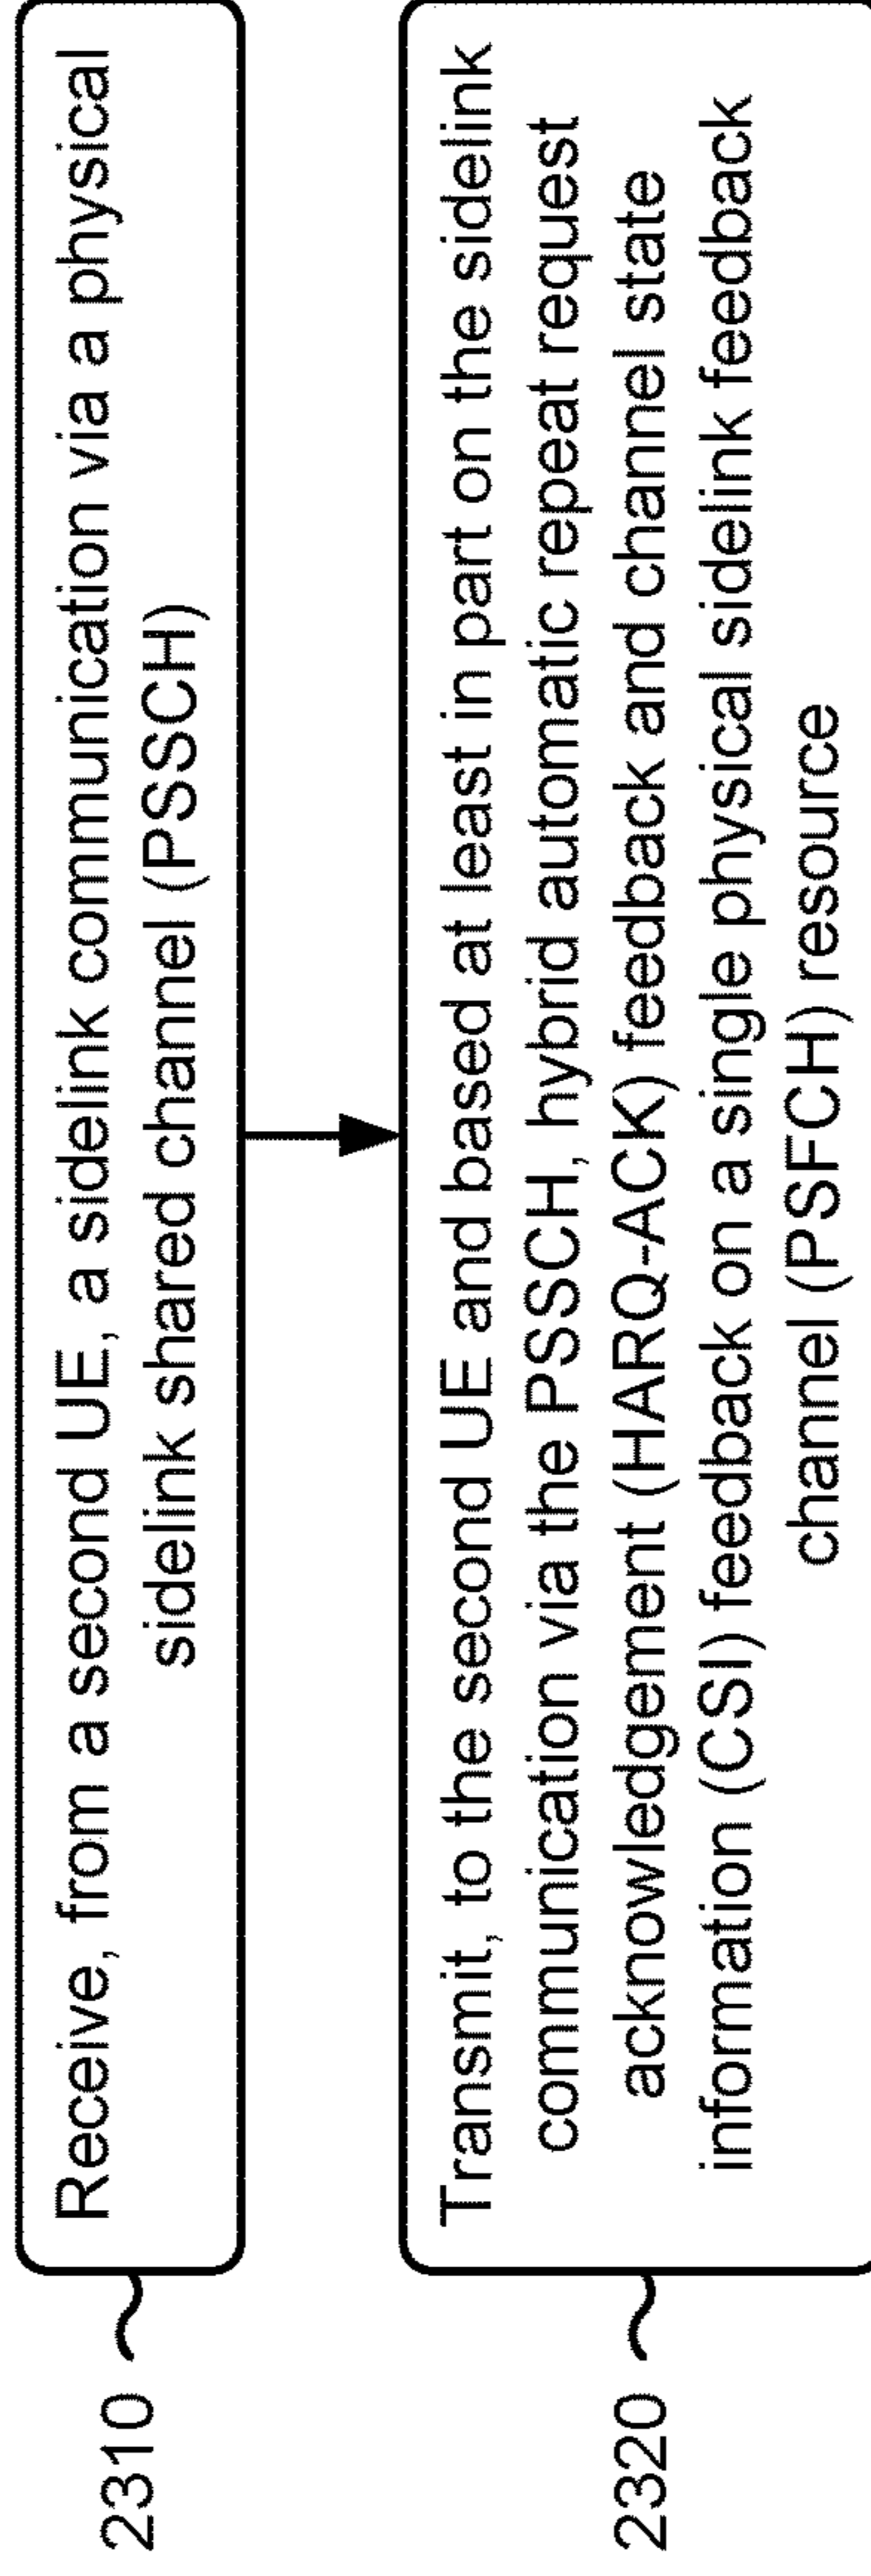 2310
Receive, from a second UE, a sidelink communication via a physical
sidelink shared channel (PSSCH)
2320
Transmit, to the second UE and based at least in part on the sidelink
communication via the PSSCH, hybrid automatic repeat request
acknowledgement (HARQ-ACK) feedback and channel state
information (CSI) feedback on a single physical sidelink feedback
channel (PSFCH) resource